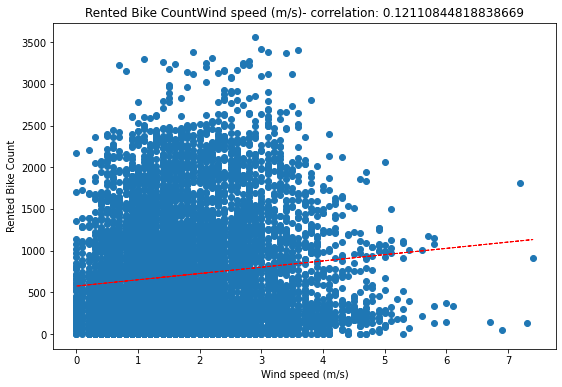 Rented Bike CountWind speed (m/s)- correlation: 0.12110844818838669
3500
3000
2500
2000
1500
1000
500
0
Rented Bike Count
0 1 2 3 4 5 6 7
Wind speed (m/s)